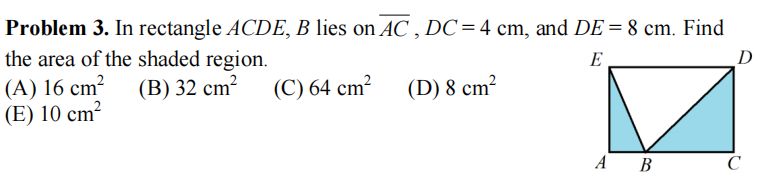 Problem 3. In rectangle ACDE, B lies on A̅C̅ , DC = 4 cm, and DE = 8 cm. Find
the area of the shaded region.
(A) 16 cm² (B) 32 cm² (C) 64 cm² (D) 8 cm²
(E) 10 cm²
E D
A B C